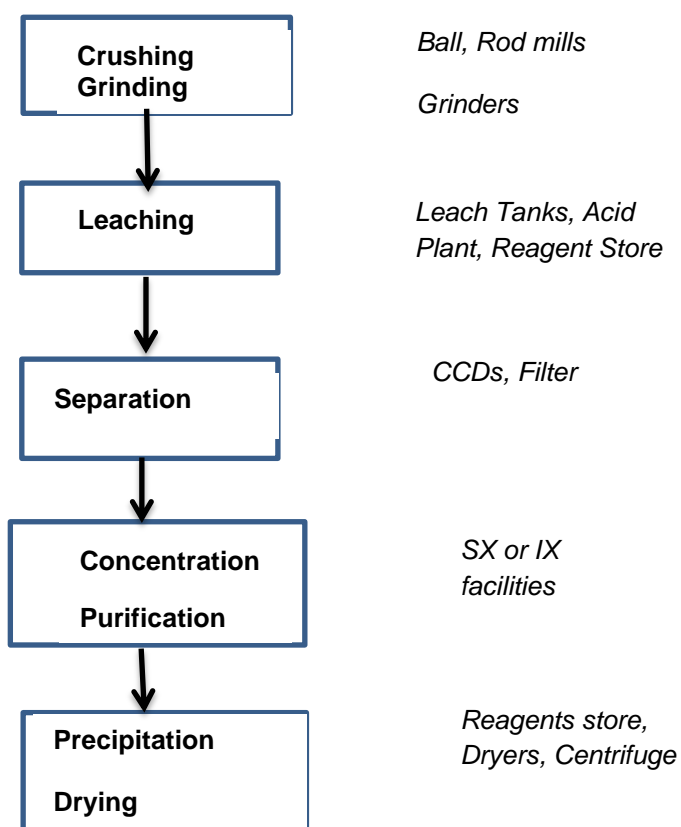 Crushing
Grinding
Ball, Rod mills
Grinders
Leaching
Leach Tanks, Acid
Plant, Reagent Store
Separation
CCDs, Filter
Concentration
Purification
SX or IX
facilities
Precipitation
Drying
Reagents store,
Dryers, Centrifuge